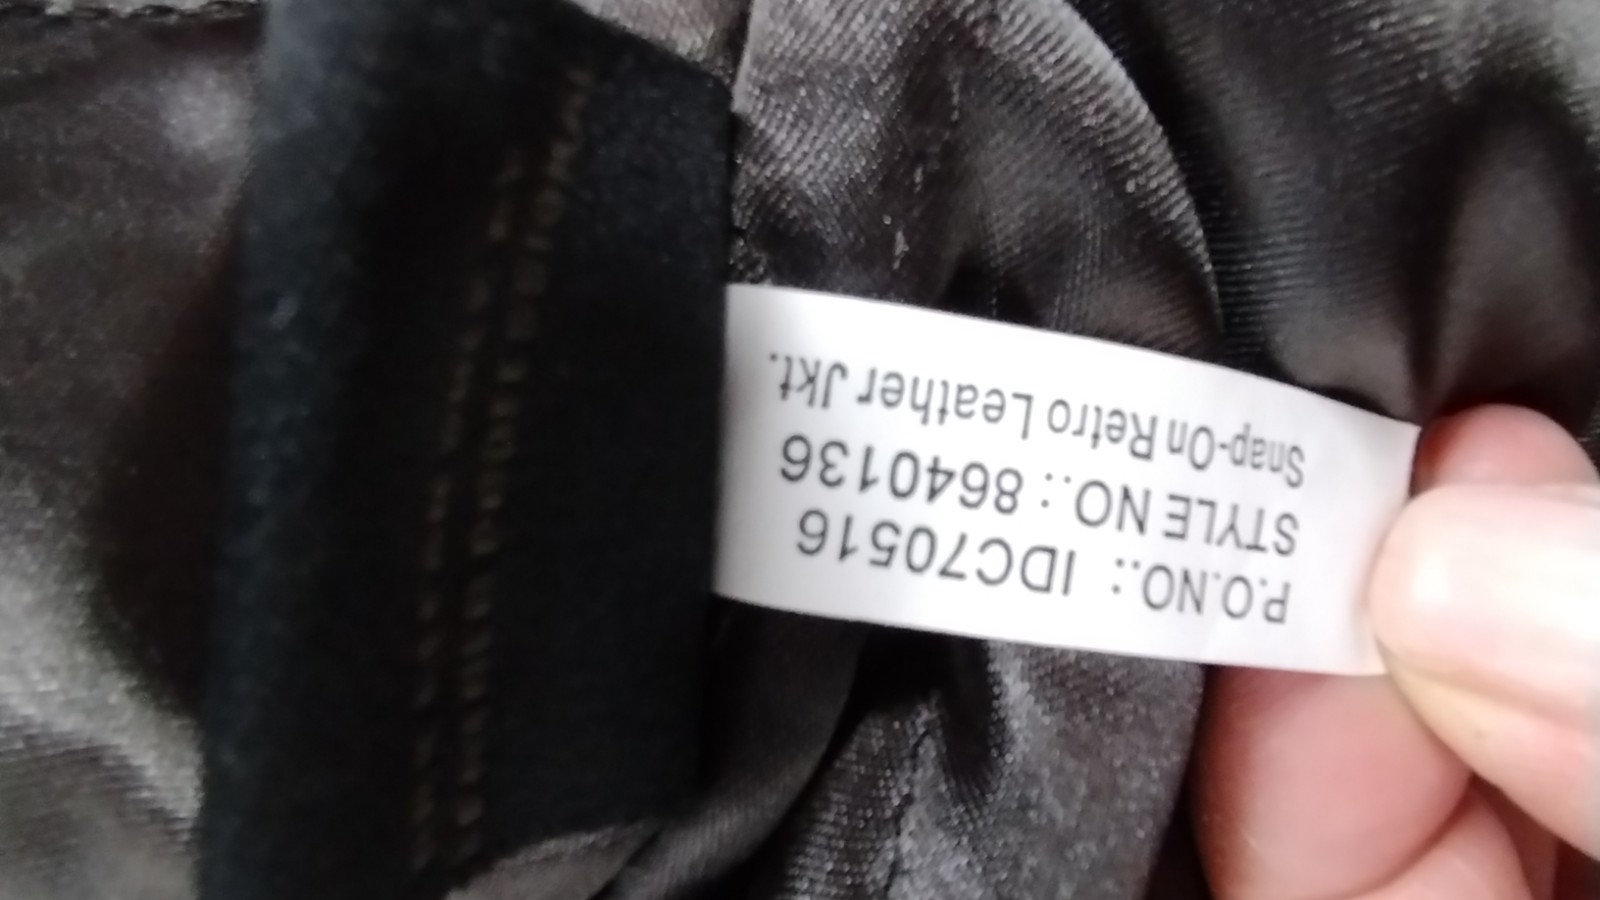 P.O.NO.: IDC70516
STYLE NO.: 8640136
Snap-On Retro Leather Jkt.